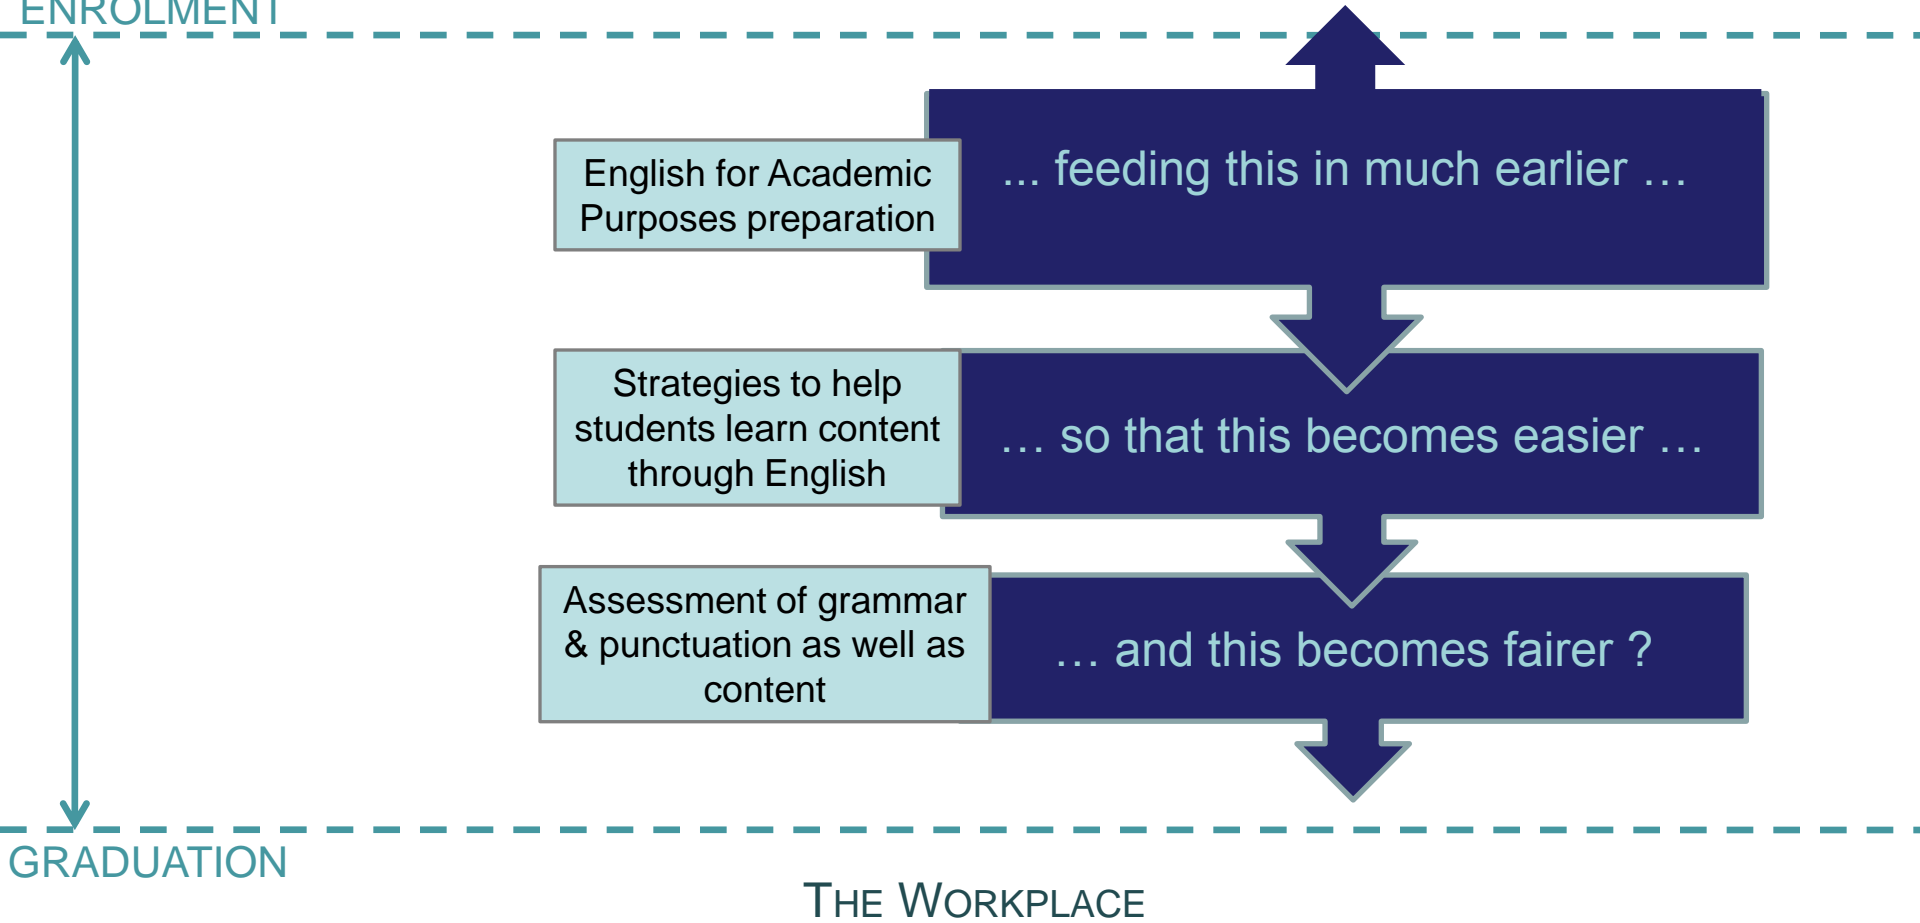 ENROLMENT
English for Academic
Purposes preparation
... feeding this in much earlier …
Strategies to help
students learn content
through English
… so that this becomes easier …
Assessment of grammar
& punctuation as well as
content
… and this becomes fairer ?
GRADUATION
THE WORKPLACE